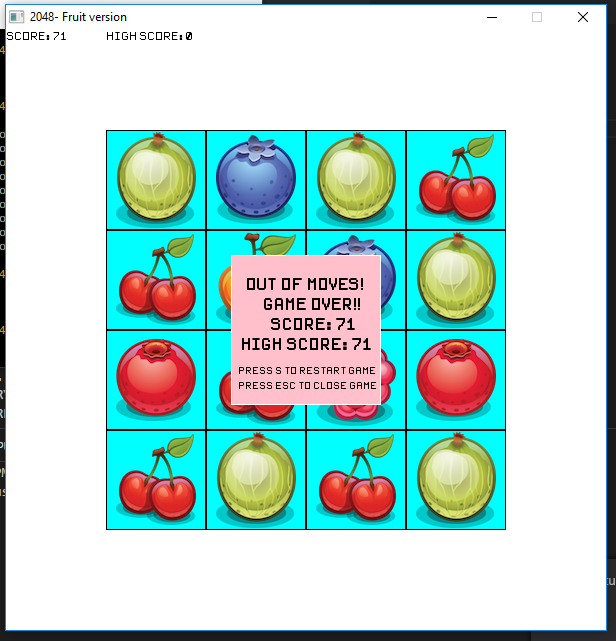 2048- Fruit version
SCORE:71 HIGH SCORE:0
OUT OF MOVES!
GAME OVER!!
SCORE:71
HIGH SCORE:71
PRESS S TO RESTART GAME
PRESS ESC TO CLOSE GAME